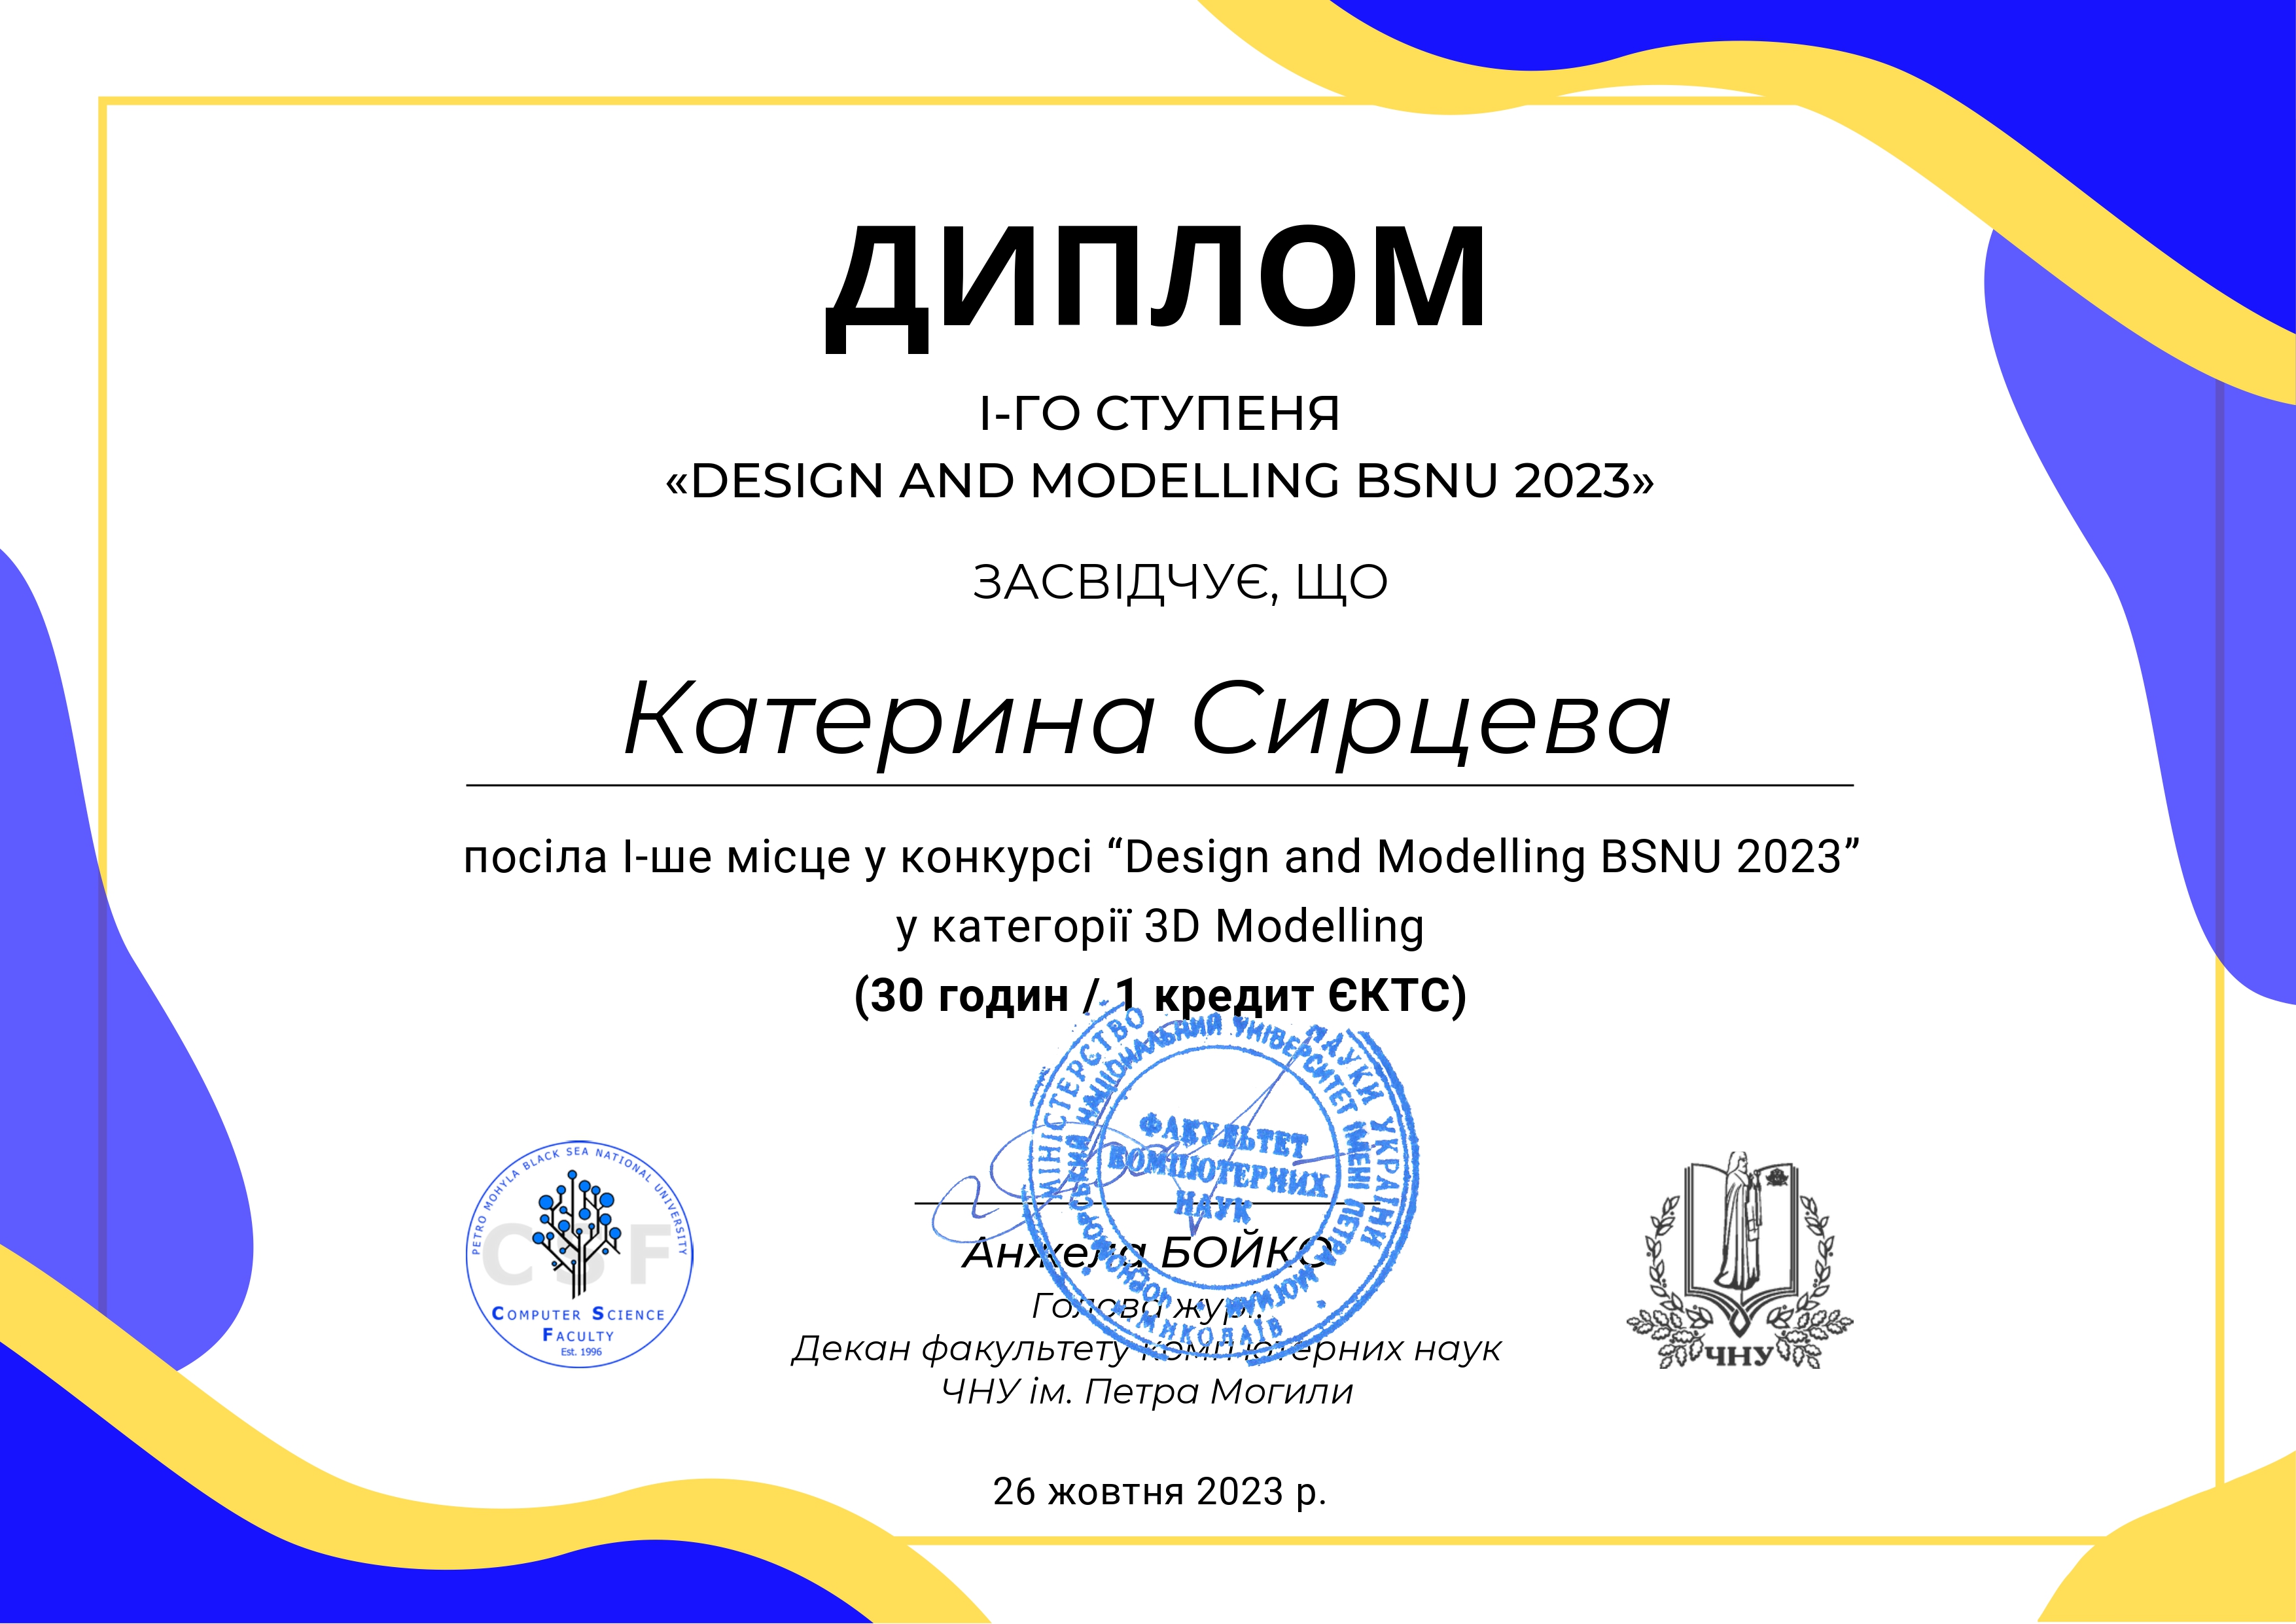 ДИПЛОМ
І-ГО СТУПЕНЯ
«DESIGN AND MODELLING BSNU 2023»
ЗАСВІДЧУЄ, ЩО
Катерина Сирцева
посіла І-ше місце у конкурсі “Design and Modelling BSNU 2023”
у категорії 3D Modelling
(30 годин / 1 кредит ЄКТС)
МІНІСТЕРСТВО НАУКИ УКРАЇНИ
НАЦІОНАЛЬНИЙ УНІВЕРСИТЕТ ІМЕНІ ПЕТРА МОГИЛИ
ФАКУЛЬТЕТ
КОМП'ЮТЕРНИХ
НАУК
МИКОЛАЇВ
Анжела БОЙКО
Голова журі,
Декан факультету комп'ютерних наук
ЧНУ ім. Петра Могили
PETRO MOHYLA BLACK SEA NATIONAL UNIVERSITY
CSF
COMPUTER SCIENCE
FACULTY
Est. 1996
ЧНУ
26 жовтня 2023 р.